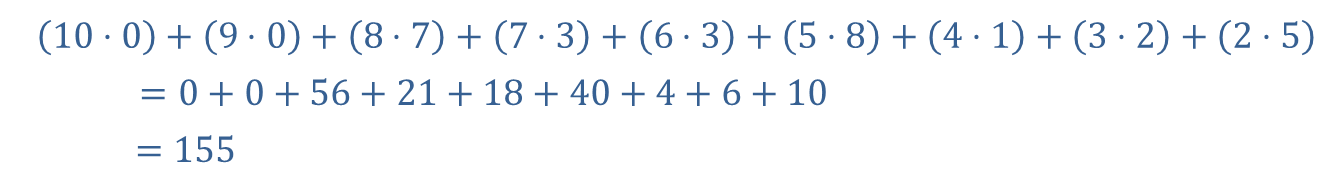 (10 · 0) + (9 · 0) + (8 · 7) + (7 · 3) + (6 · 3) + (5 · 8) + (4 · 1) + (3 · 2) + (2 · 5)
= 0 + 0 + 56 + 21 + 18 + 40 + 4 + 6 + 10
= 155